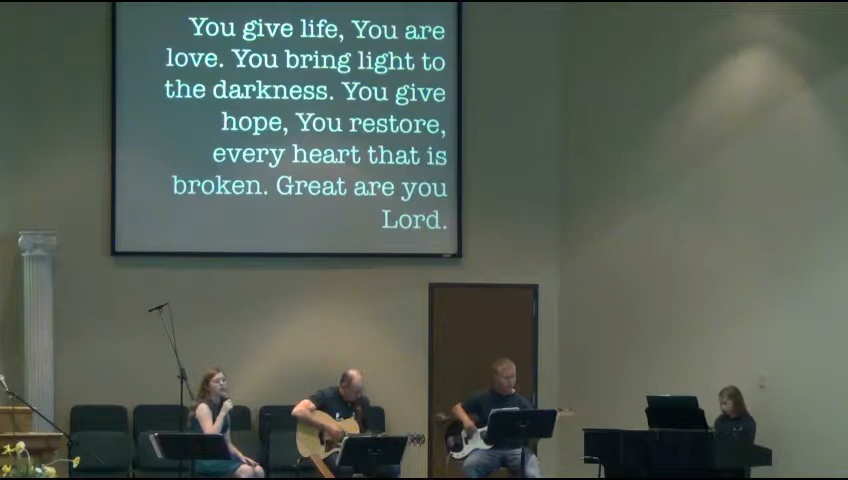 You give life, You are
love. You bring light to
the darkness. You give
hope, You restore,
every heart that is
broken. Great are you
Lord.